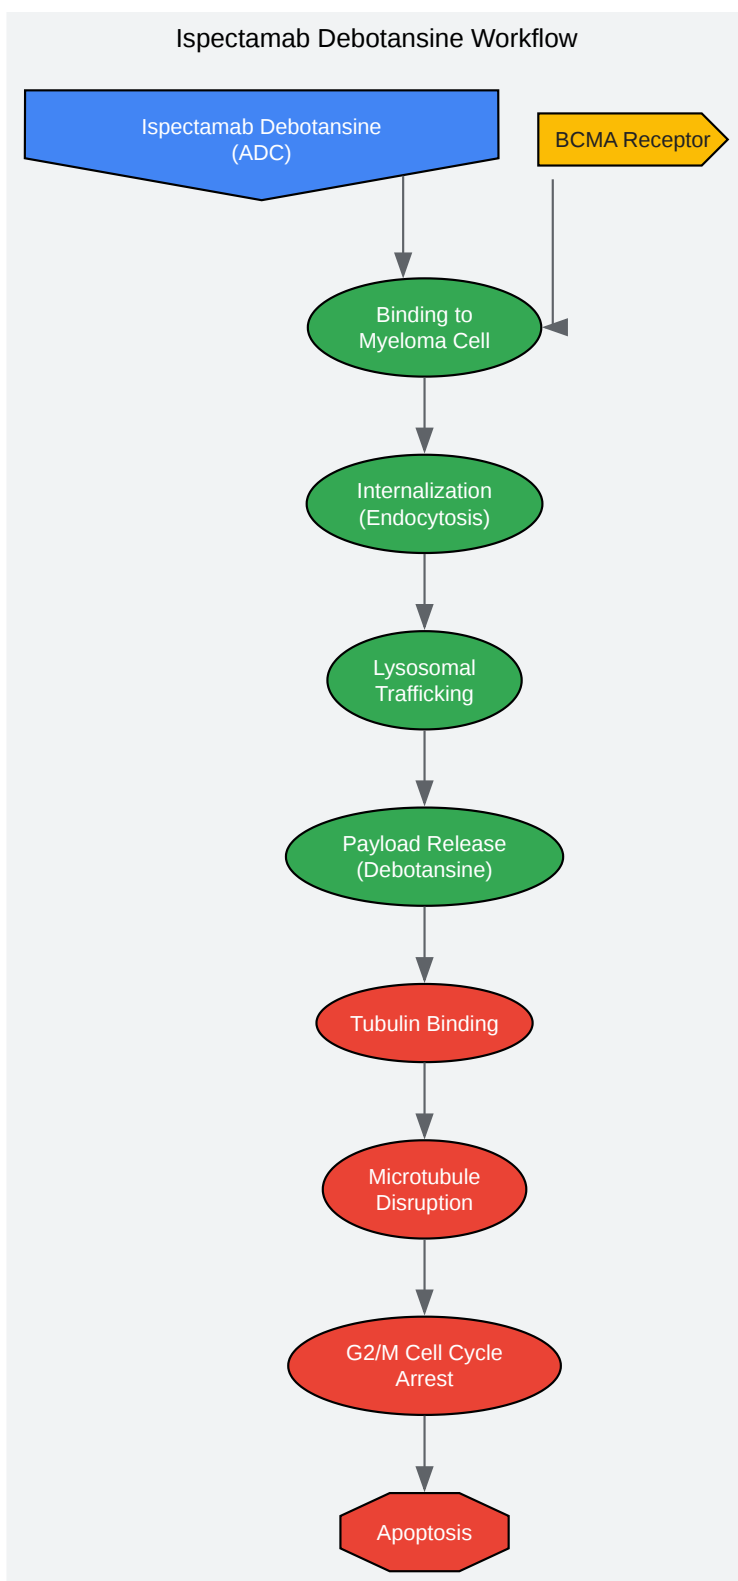 Ispectamab Debotansine Workflow
Ispectamab Debotansine
(ADC)
BCMA Receptor
Binding to
Myeloma Cell
Internalization
(Endocytosis)
Lysosomal
Trafficking
Payload Release
(Debotansine)
Tubulin Binding
Microtubule
Disruption
G2/M Cell Cycle
Arrest
Apoptosis